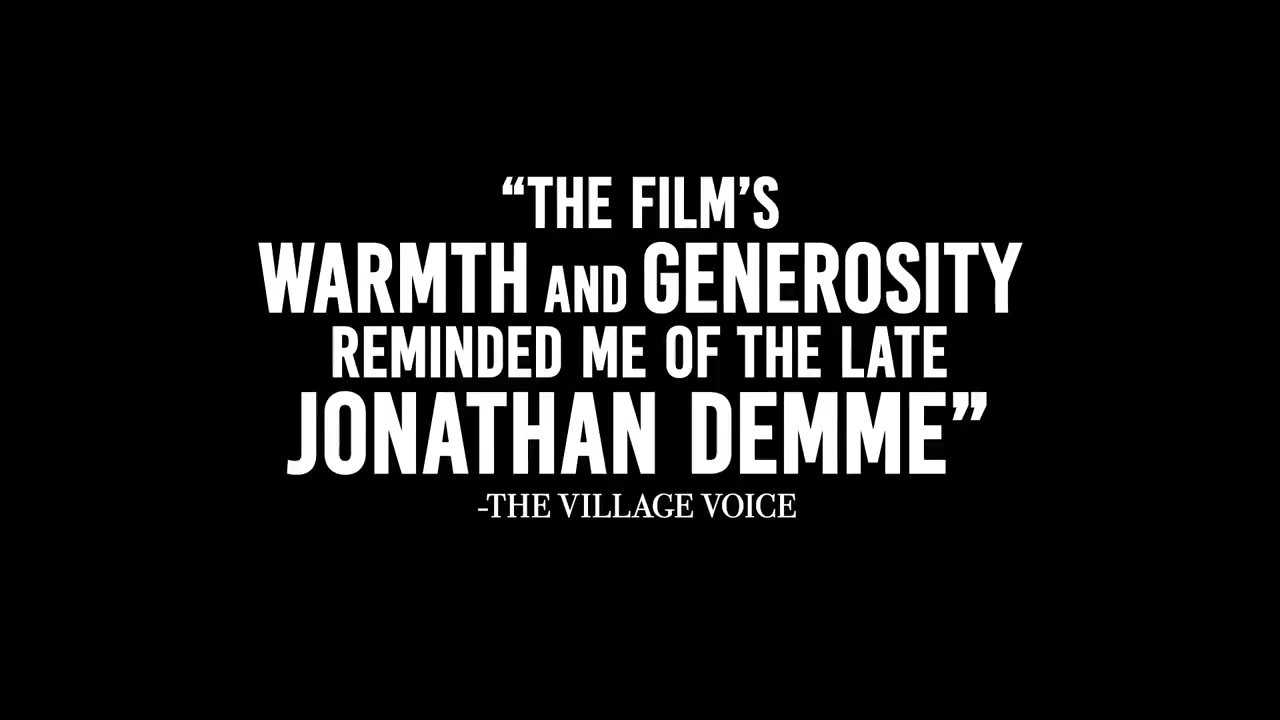 “THE FILM’S
WARMTH AND GENEROSITY
REMINDED ME OF THE LATE
JONATHAN DEMME”
-THE VILLAGE VOICE